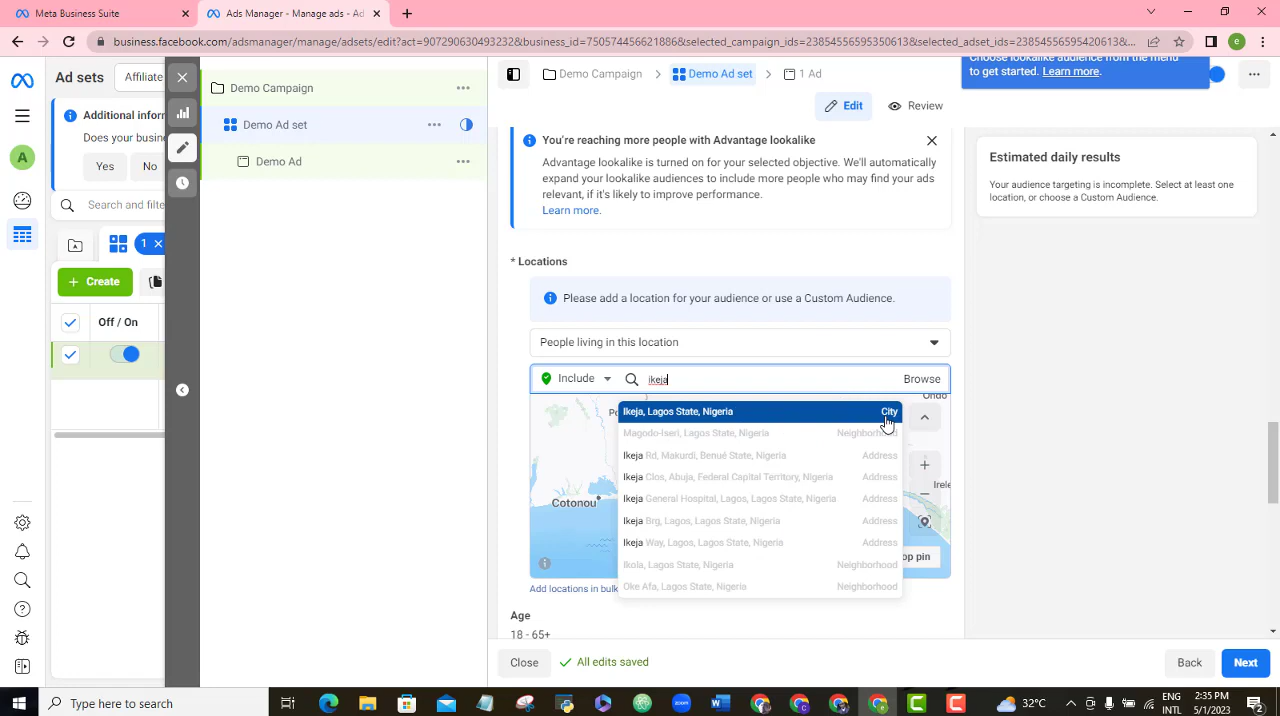 Meta Business Suite
Ads Manager - Manage ads - Ad
business.facebook.com/adsmanager/manage/adsets/edit?act=907290630493232&business_id=750574456621886&selected_campaign_ids=23854556595350613&selected_adset_ids=23854556595420613&...
e
Ad sets
Affiliate
Demo Campaign
Demo Campaign
Demo Ad set
1 Ad
Choose lookalike audience from the menu
to get started. Learn more.
Edit
Review
Additional inforr
Does your busine
Yes
No
Demo Ad set
Demo Ad
A
Search and filte
1
Create
Off / On
You're reaching more people with Advantage lookalike
Advantage lookalike is turned on for your selected objective. We'll automatically
expand your lookalike audiences to include more people who may find your ads
relevant, if it's likely to improve performance.
Learn more.
Estimated daily results
Your audience targeting is incomplete. Select at least one
location, or choose a Custom Audience.
* Locations
Please add a location for your audience or use a Custom Audience.
People living in this location
Include
ikeja
Browse
Undo
Ikeja, Lagos State, Nigeria City
Magodo-Iseri, Lagos State, Nigeria Neighborhood
Ikeja Rd, Makurdi, Benué State, Nigeria Address
Ikeja Clos, Abuja, Federal Capital Territory, Nigeria Address
Ikeja General Hospital, Lagos, Lagos State, Nigeria Address
Ikeja Brg, Lagos, Lagos State, Nigeria Address
Ikeja Way, Lagos, Lagos State, Nigeria Address
Ikola, Lagos State, Nigeria Neighborhood
Oke Afa, Lagos State, Nigeria Neighborhood
Po
Cotonou
Irele
op pin
Add locations in bulk
Age
18 - 65+
Close
All edits saved
Back
Next
Type here to search
32°C
ENG
INTL
2:35 PM
5/1/2023
2